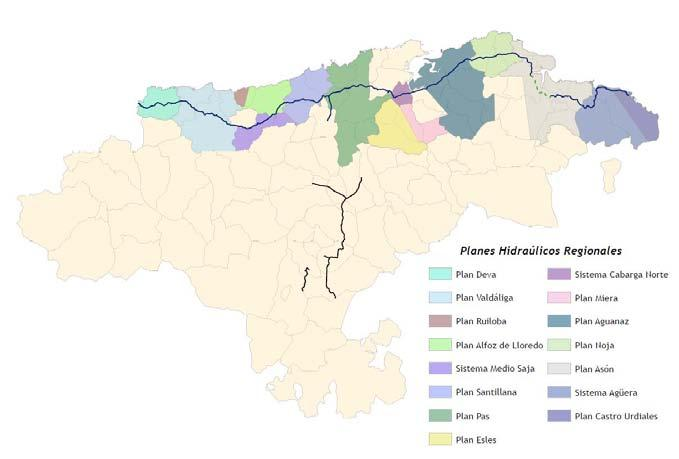 Planes Hidraúlicos Regionales
Plan Deva
Plan Valdáliga
Plan Ruiloba
Plan Alfoz de Lloredo
Sistema Medio Saja
Plan Santillana
Plan Pas
Plan Esles
Sistema Cabarga Norte
Plan Miera
Plan Aguanaz
Plan Noja
Plan Asón
Sistema Agüera
Plan Castro Urdiales